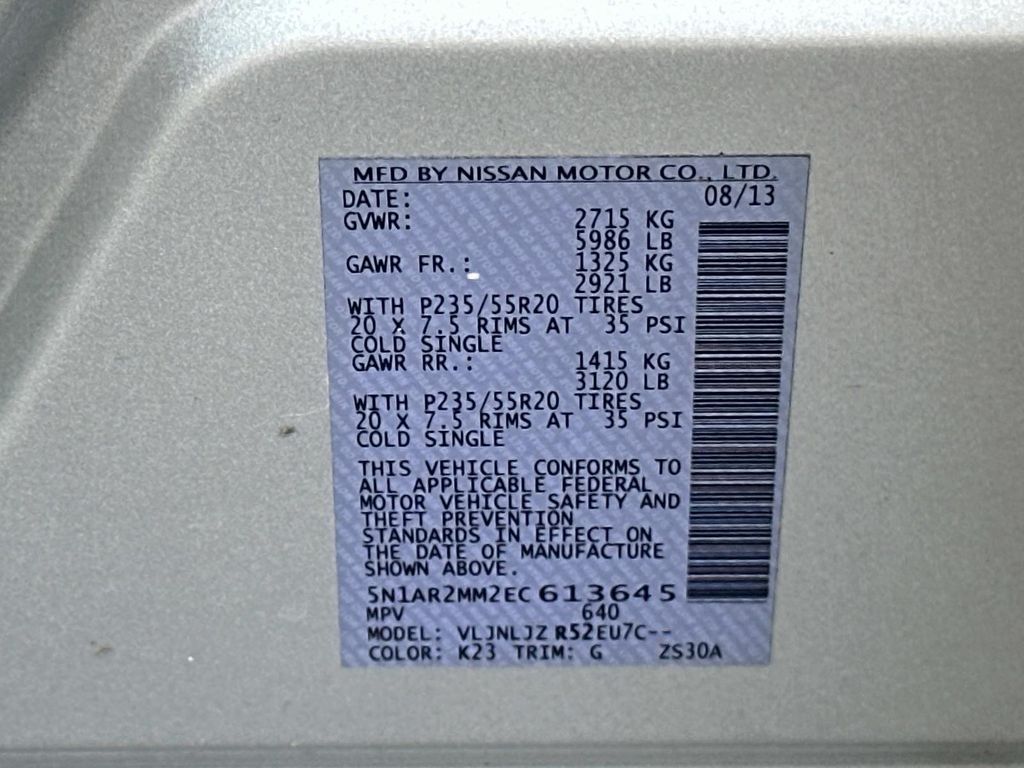 MFD BY NISSAN MOTOR CO., LTD.
DATE: 08/13
GVWR: 2715 KG
5986 LB
GAWR FR.: 1325 KG
2921 LB
WITH P235/55R20 TIRES
20 X 7.5 RIMS AT 35 PSI
COLD SINGLE
GAWR RR.: 1415 KG
3120 LB
WITH P235/55R20 TIRES
20 X 7.5 RIMS AT 35 PSI
COLD SINGLE
THIS VEHICLE CONFORMS TO
ALL APPLICABLE FEDERAL
MOTOR VEHICLE SAFETY AND
THEFT PREVENTION
STANDARDS IN EFFECT ON
THE DATE OF MANUFACTURE
SHOWN ABOVE.
5N1AR2MM2EC613645
MPV 640
MODEL: VLJNLJZ R52EU7C--
COLOR: K23 TRIM: G ZS30A